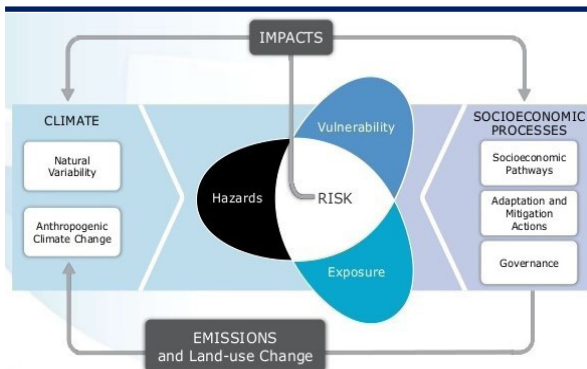 IMPACTS
CLIMATE
Natural
Variability
Anthropogenic
Climate Change
Vulnerability
Hazards
RISK
Exposure
SOCIOECONOMIC
PROCESSES
Socioeconomic
Pathways
Adaptation and
Mitigation
Actions
Governance
EMISSIONS
and Land-use Change